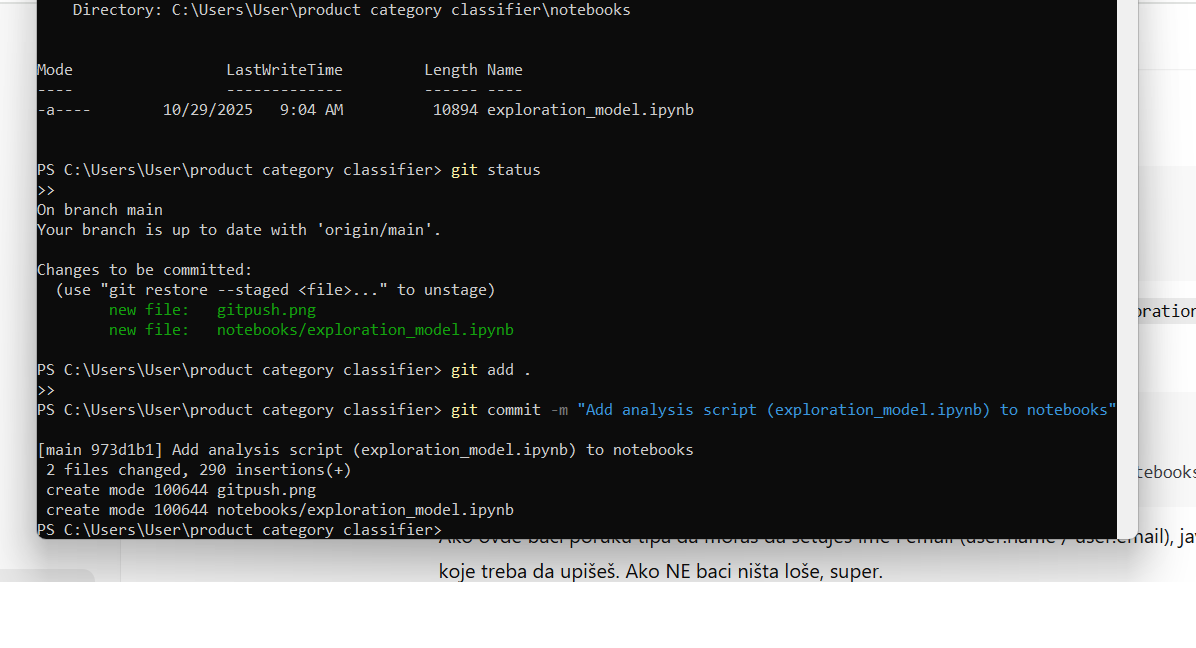 Directory: C:\Users\User\product category classifier\notebooks
Mode LastWriteTime Length Name
---- ------------- ------ ----
-a---- 10/29/2025 9:04 AM 10894 exploration_model.ipynb
PS C:\Users\User\product category classifier> git status
>>
On branch main
Your branch is up to date with 'origin/main'.
Changes to be committed:
(use "git restore --staged <file>..." to unstage)
new file: gitpush.png
new file: notebooks/exploration_model.ipynb
oration
PS C:\Users\User\product category classifier> git add .
>>
PS C:\Users\User\product category classifier> git commit -m "Add analysis script (exploration_model.ipynb) to notebooks"
[main 973d1b1] Add analysis script (exploration_model.ipynb) to notebooks
2 files changed, 290 insertions(+)
tebooks
create mode 100644 gitpush.png
create mode 100644 notebooks/exploration_model.ipynb
PS C:\Users\User\product category classifier>
Ako ovde baci poruku tipa da moraš da setuješ ime i email (user.name / user.email), jav
koje treba da upišeš. Ako NE baci ništa loše, super.